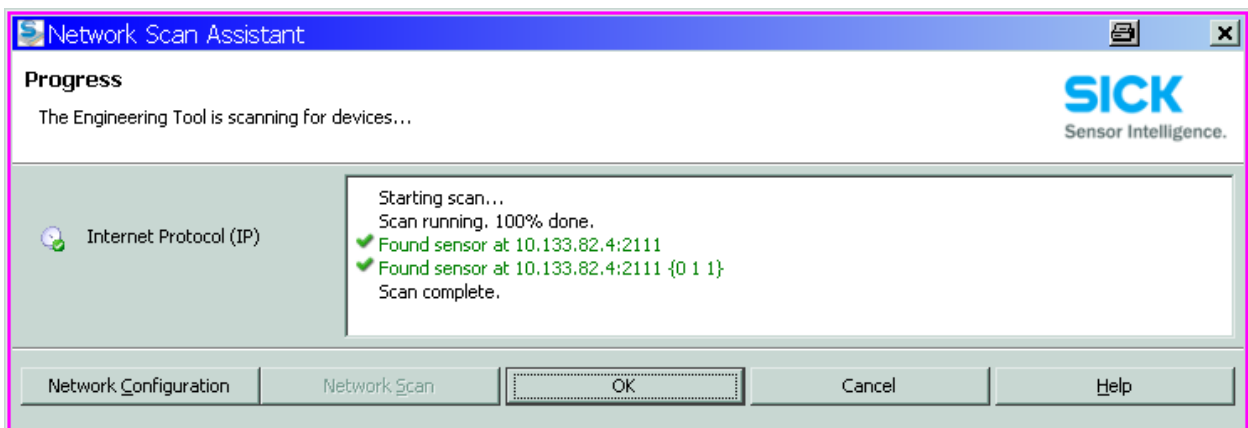 Network Scan Assistant
Progress
The Engineering Tool is scanning for devices...
SICK
Sensor Intelligence.
Internet Protocol (IP)
Starting scan...
Scan running. 100% done.
Found sensor at 10.133.82.4:2111
Found sensor at 10.133.82.4:2111 {0 1 1}
Scan complete.
Network Configuration
Network Scan
OK
Cancel
Help